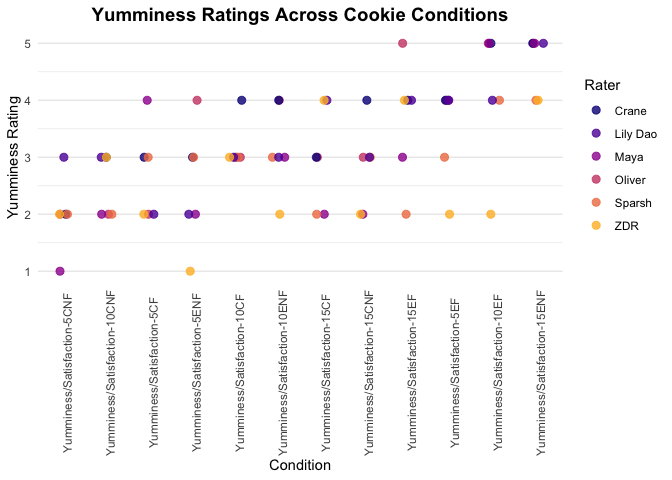 Yumminess Ratings Across Cookie Conditions
Yumminess Rating
5
4
3
2
1
Yumminess/Satisfaction-5CNF
Yumminess/Satisfaction-10CNF
Yumminess/Satisfaction-5CF
Yumminess/Satisfaction-5ENF
Yumminess/Satisfaction-10CF
Yumminess/Satisfaction-10ENF
Yumminess/Satisfaction-15CF
Yumminess/Satisfaction-15CNF
Yumminess/Satisfaction-15EF
Yumminess/Satisfaction-5EF
Yumminess/Satisfaction-10EF
Yumminess/Satisfaction-15ENF
Condition
Rater
Crane
Lily Dao
Maya
Oliver
Sparsh
ZDR